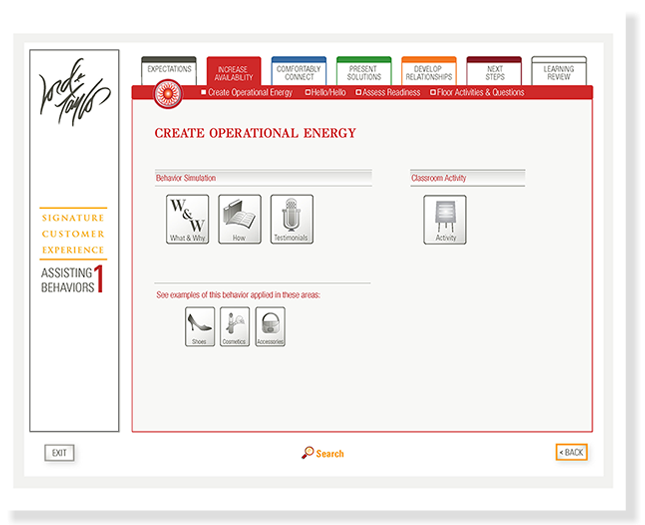 lord & Taylor
EXPECTATIONS
INCREASE
AVAILABILITY
COMFORTABLY
CONNECT
PRESENT
SOLUTIONS
DEVELOP
RELATIONSHIPS
NEXT
STEPS
LEARNING
REVIEW
Create Operational Energy Hello/Hello Assess Readiness Floor Activities & Questions
CREATE OPERATIONAL ENERGY
Behavior Simulation
Classroom Activity
W&W
What & Why
How
Testimonials
Activity
SIGNATURE
CUSTOMER
EXPERIENCE
ASSISTING
BEHAVIORS 1
See examples of this behavior applied in these areas:
Shoes
Cosmetics
Accessories
EXIT
Search
< BACK